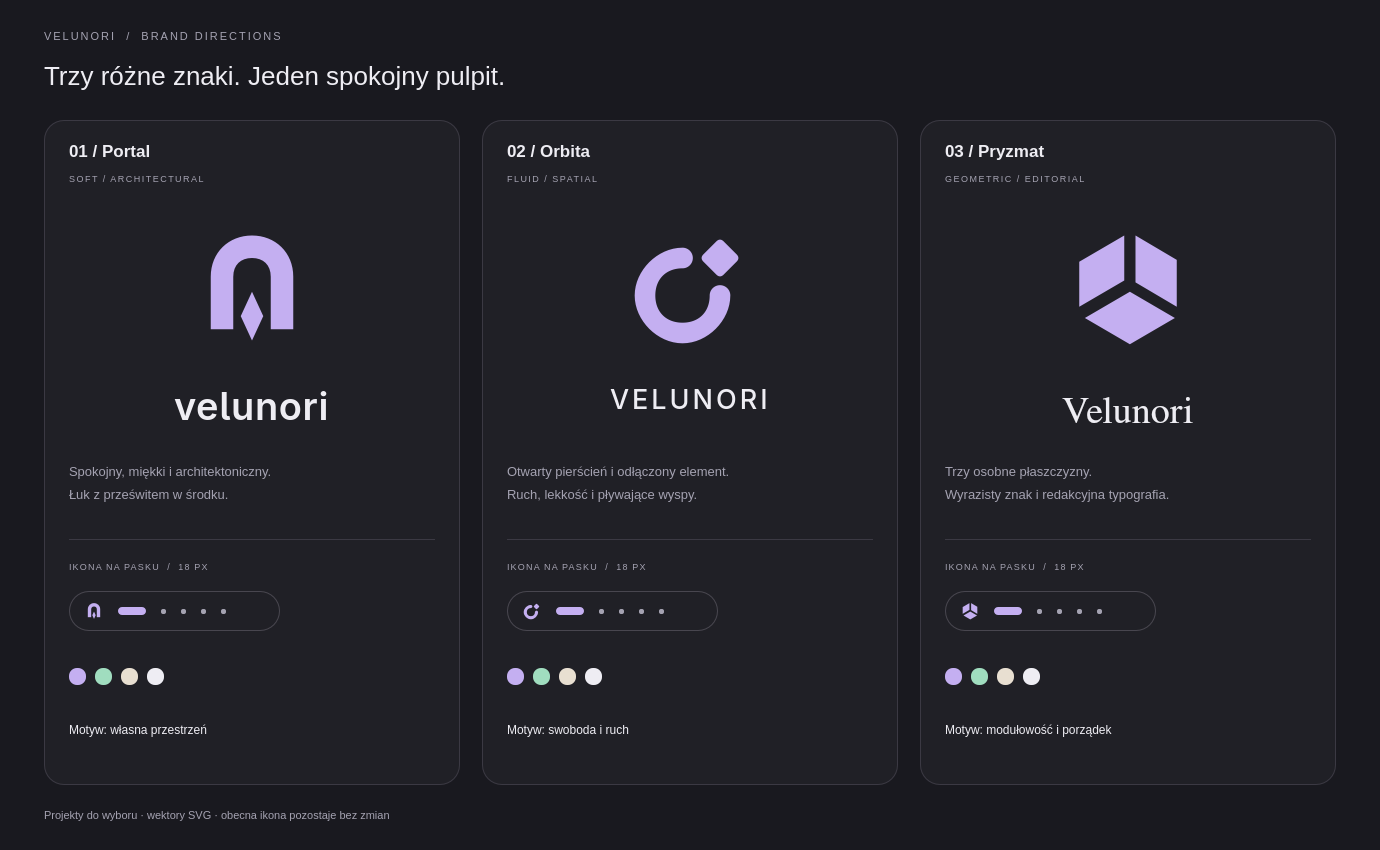 VELUNORI / BRAND DIRECTIONS
Trzy różne znaki. Jeden spokojny pulpit.
01 / Portal
SOFT / ARCHITECTURAL
velunori
Spokojny, miękki i architektoniczny.
Łuk z prześwitem w środku.
IKONA NA PASKU / 18 PX
Motyw: własna przestrzeń
02 / Orbita
FLUID / SPATIAL
VELUNORI
Otwarty pierścień i odłączony element.
Ruch, lekkość i pływające wyspy.
IKONA NA PASKU / 18 PX
Motyw: swoboda i ruch
03 / Pryzmat
GEOMETRIC / EDITORIAL
Velunori
Trzy osobne płaszczyzny.
Wyrazisty znak i redakcyjna typografia.
IKONA NA PASKU / 18 PX
Motyw: modułowość i porządek
Projekty do wyboru · wektory SVG · obecna ikona pozostaje bez zmian